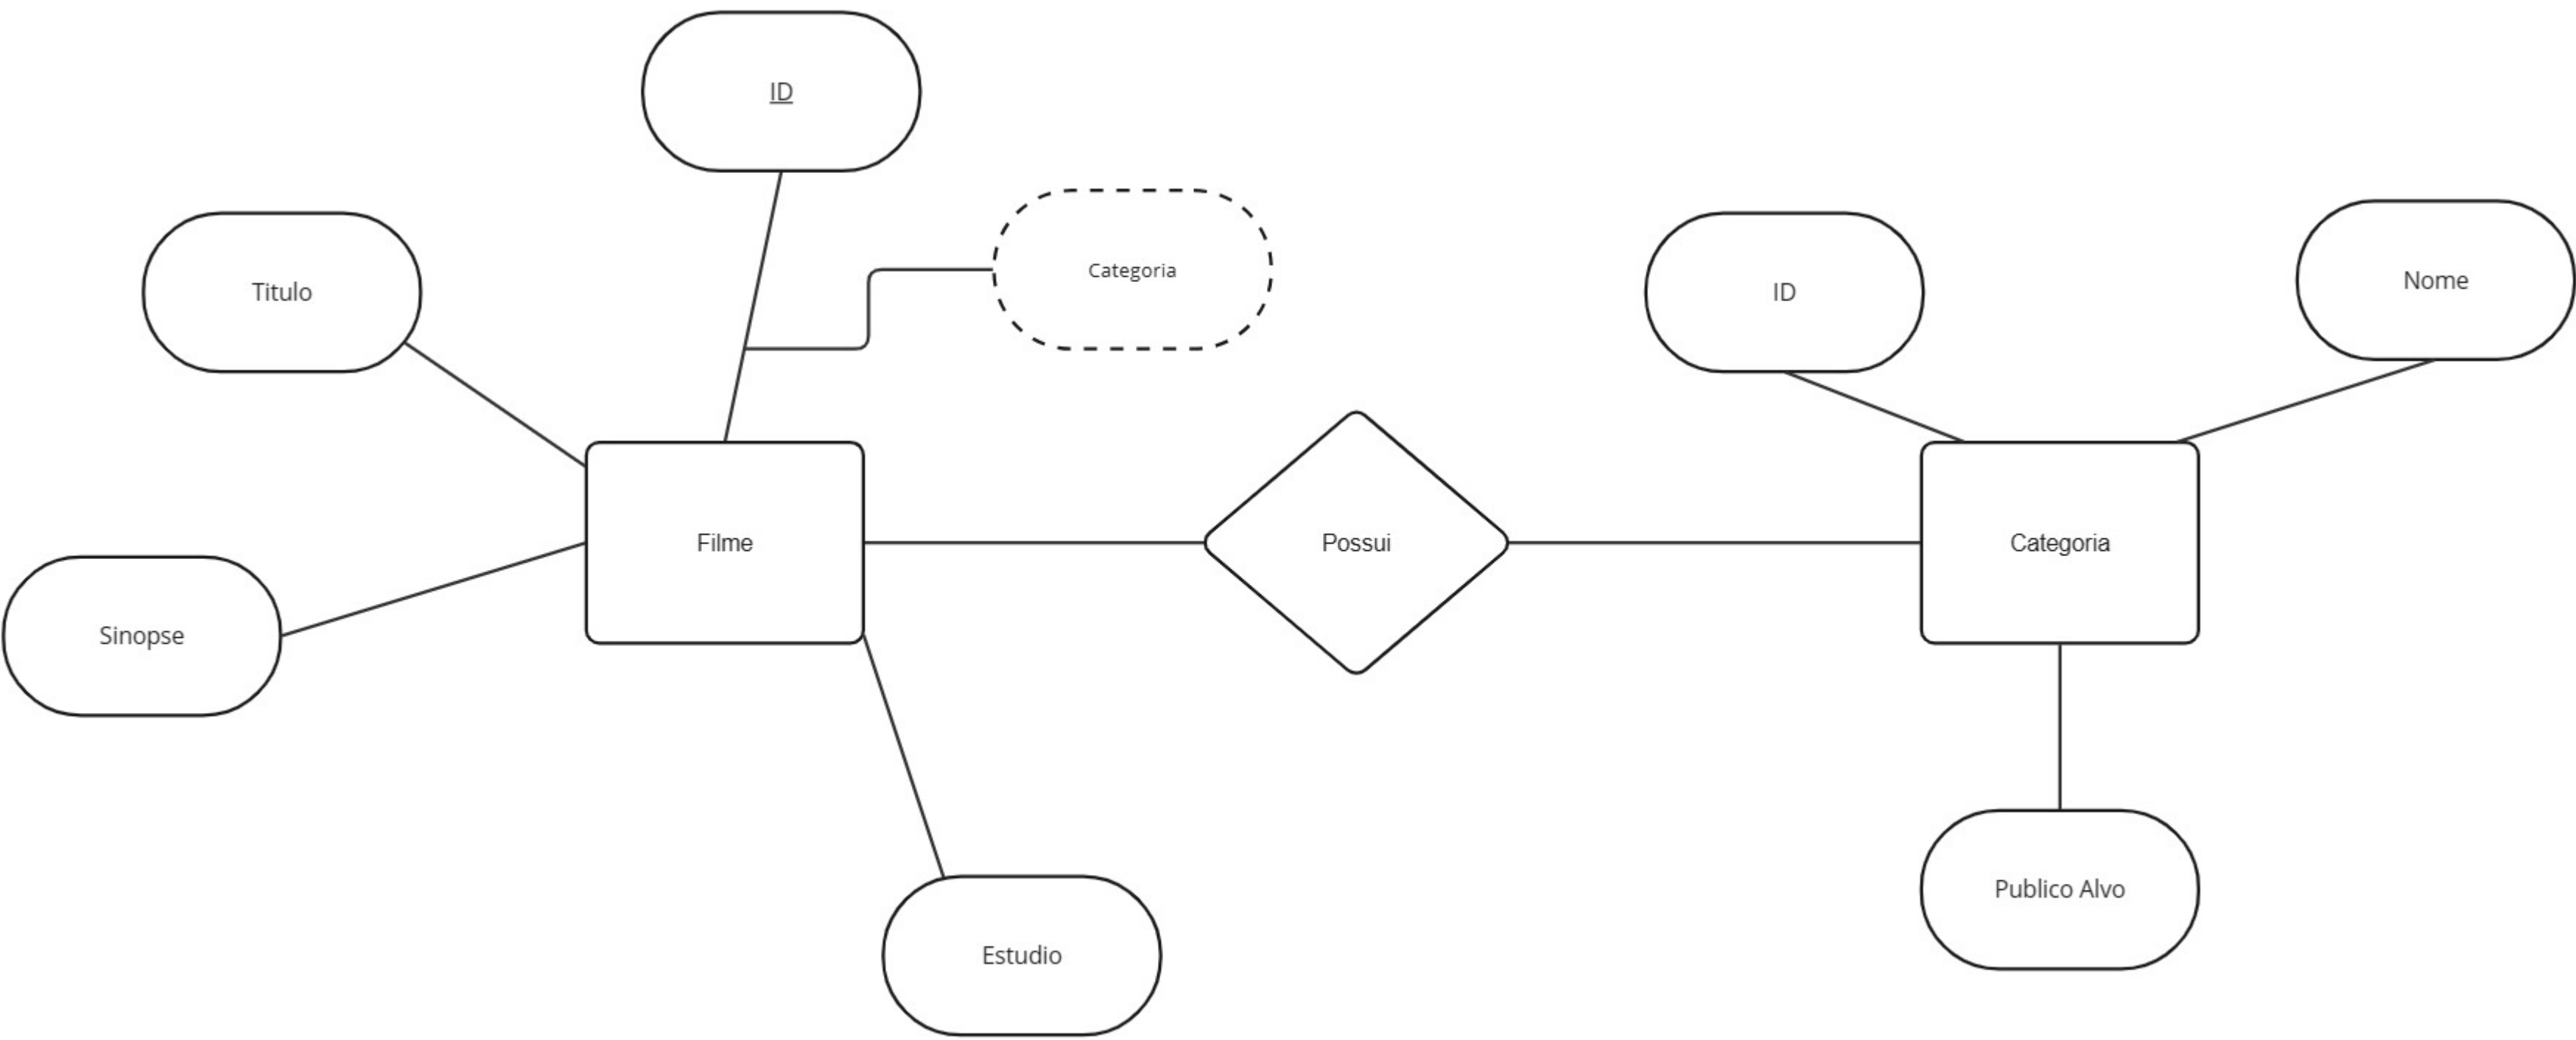 ID
Categoria
Titulo
ID
Nome
Filme
Possui
Categoria
Sinopse
Publico Alvo
Estudio